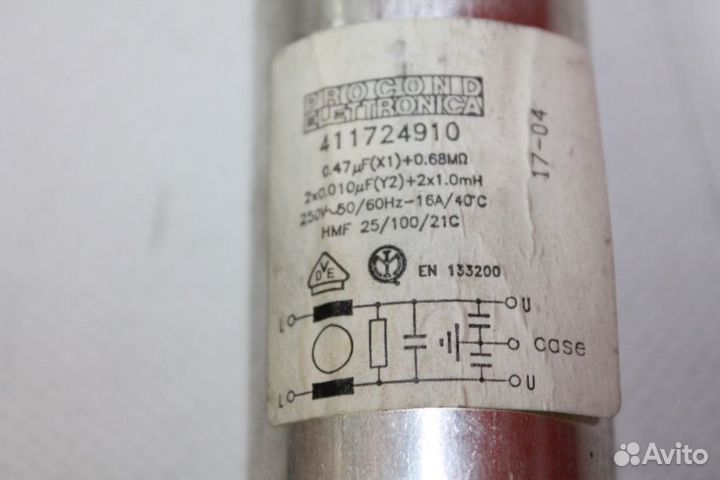 PROCOND
ELETTRONICA
411724910
0.47µF(X1)+0.68MΩ
2x0.010µF(Y2)+2x1.0mH
250V~50/60Hz-16A/40°C
HMF 25/100/21C
17-04
VDE
EN 133200
L
U
case
L
U
Avito